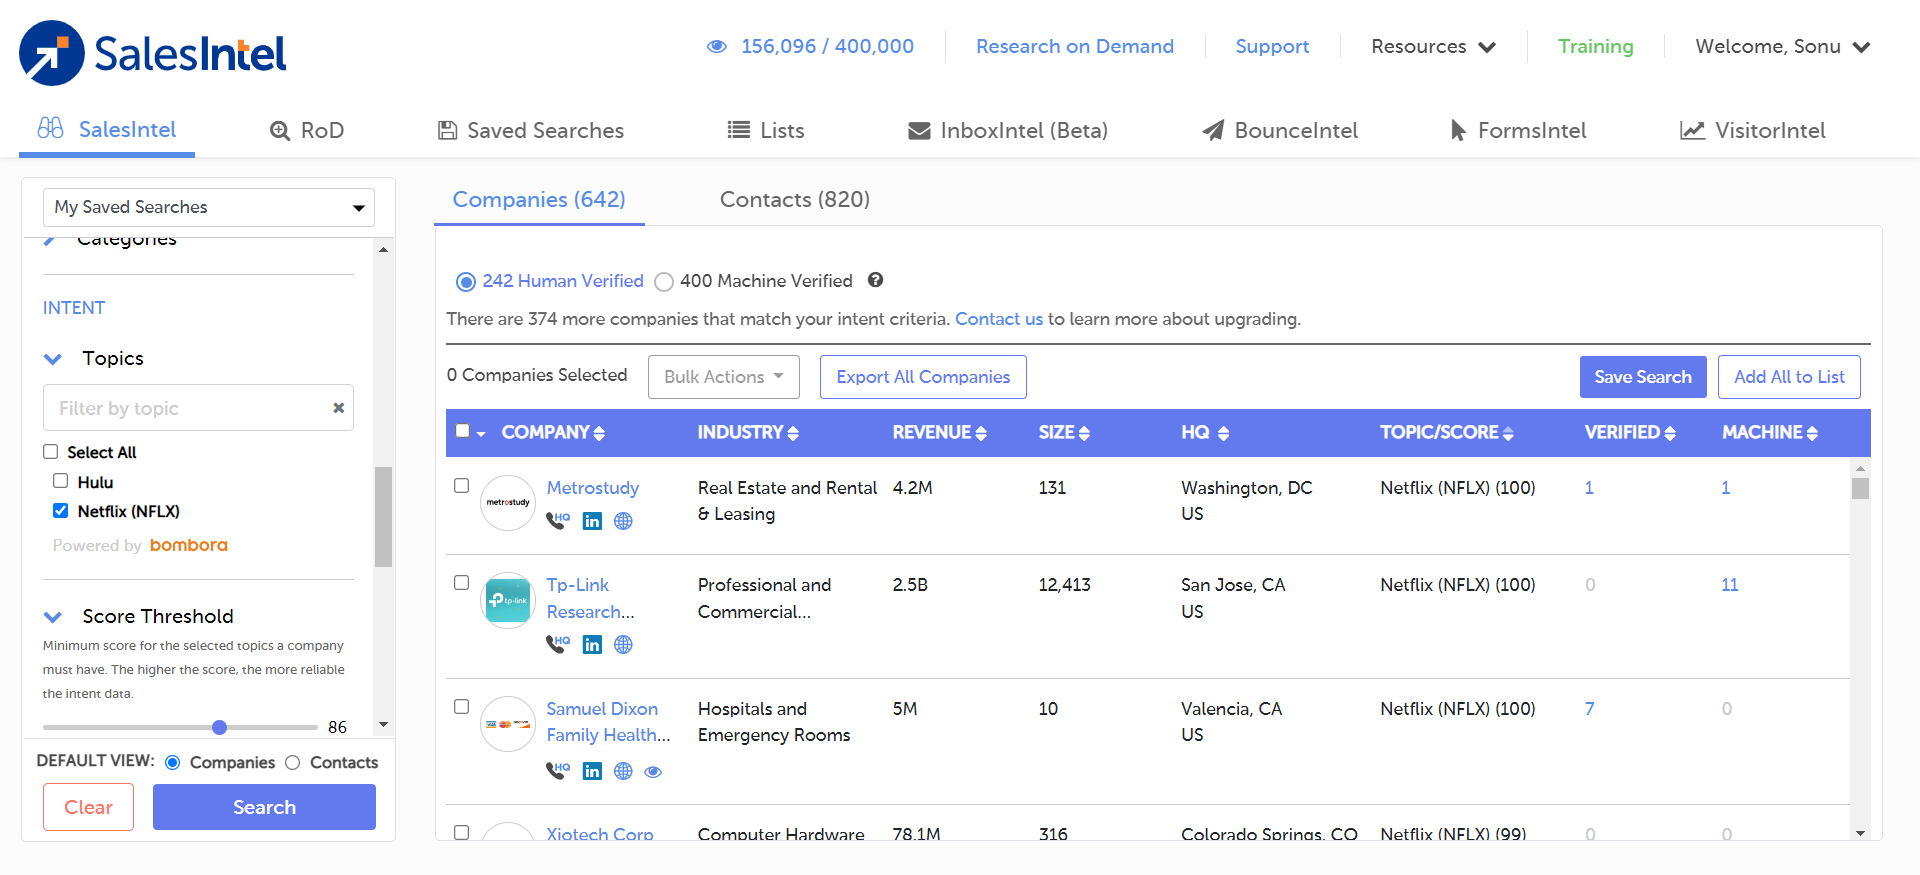 SalesIntel
156,096 / 400,000
Research on Demand
Support
Resources
Training
Welcome, Sonu
SalesIntel
RoD
Saved Searches
Lists
InboxIntel (Beta)
BounceIntel
FormsIntel
VisitorIntel
My Saved Searches
Categories
INTENT
Topics
Filter by topic
Select All
Hulu
Netflix (NFLX)
Powered by bombora
Score Threshold
Minimum score for the selected topics a company
must have. The higher the score, the more reliable
the intent data.
86
DEFAULT VIEW: Companies Contacts
Clear
Search
Companies (642)
Contacts (820)
242 Human Verified
400 Machine Verified
There are 374 more companies that match your intent criteria. Contact us to learn more about upgrading.
0 Companies Selected
Bulk Actions
Export All Companies
Save Search
Add All to List
COMPANY INDUSTRY REVENUE SIZE HQ TOPIC/SCORE VERIFIED MACHINE
metrostudy Metrostudy Real Estate and Rental 4.2M 131 Washington, DC Netflix (NFLX) (100) 1 1
& Leasing US
HQ
tp-link Tp-Link Professional and 2.5B 12,413 San Jose, CA Netflix (NFLX) (100) 0 11
Research... Commercial... US
HQ
Samuel Dixon Hospitals and 5M 10 Valencia, CA Netflix (NFLX) (100) 7 0
Family Health... Emergency Rooms US
HQ
Xiotech Corp Computer Hardware 78.1M 316 Colorado Springs, CO Netflix (NFLX) (99) 0 0